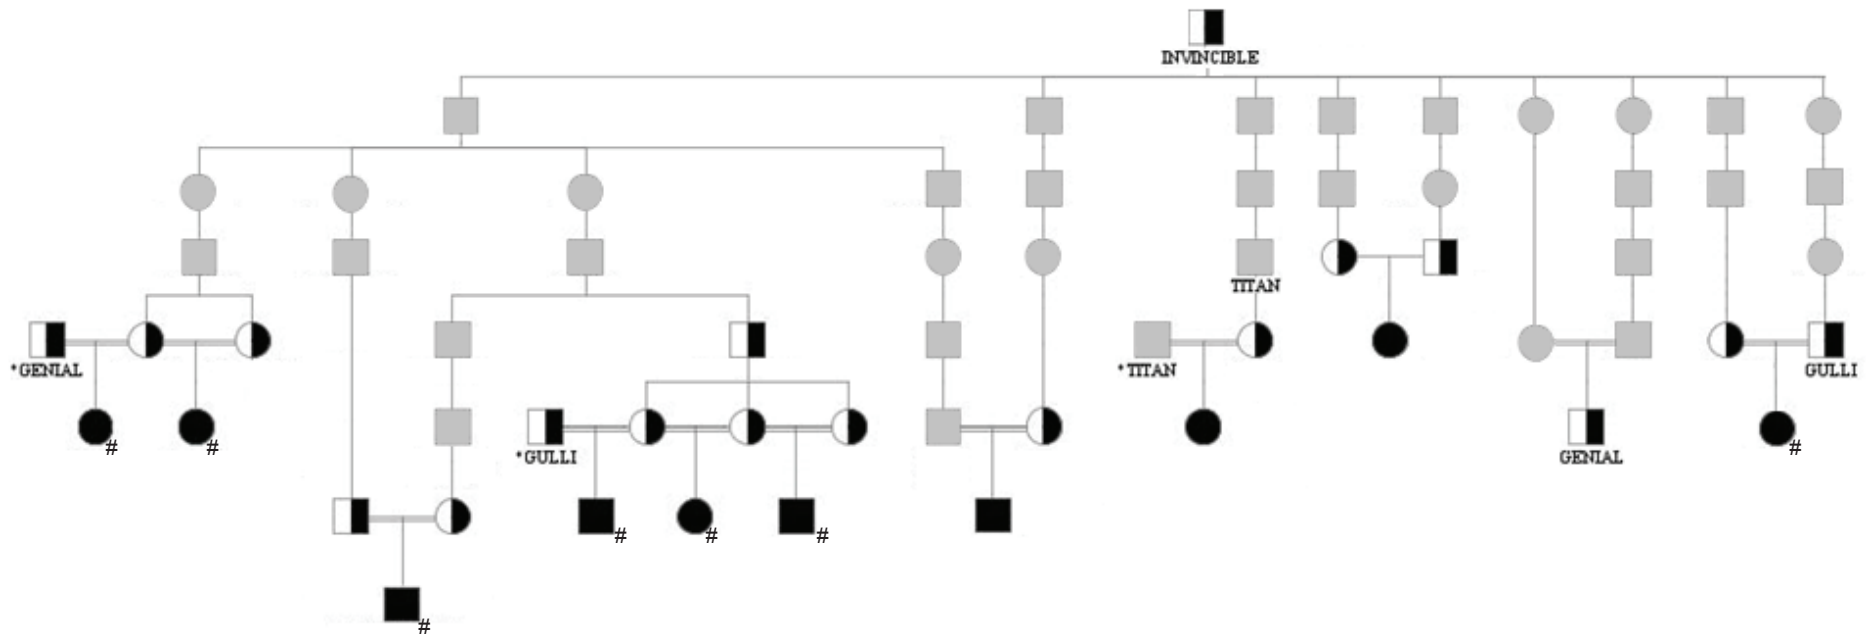 INVINCIBLE
TITAN
*GENIAL
*TITAN
GULLI
# #
*GULLI
GENIAL
#
# # #
#